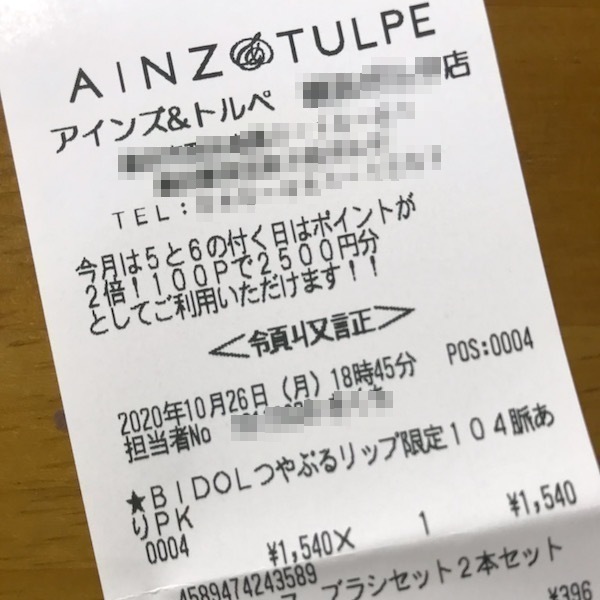 AINZ&TULPE
アインズ&トルペ 店
TEL:
今月は5と6の付く日はポイントが
2倍!100Pで2500円分
としてご利用いただけます!!
<領収証>
2020年10月26日(月)18時45分 POS:0004
担当者No
★BIDOLつやぷるリップ限定104脈あ
りPK
0004 ¥1,540× 1 ¥1,540
4589474243589
ブラシセット2本セット
¥396